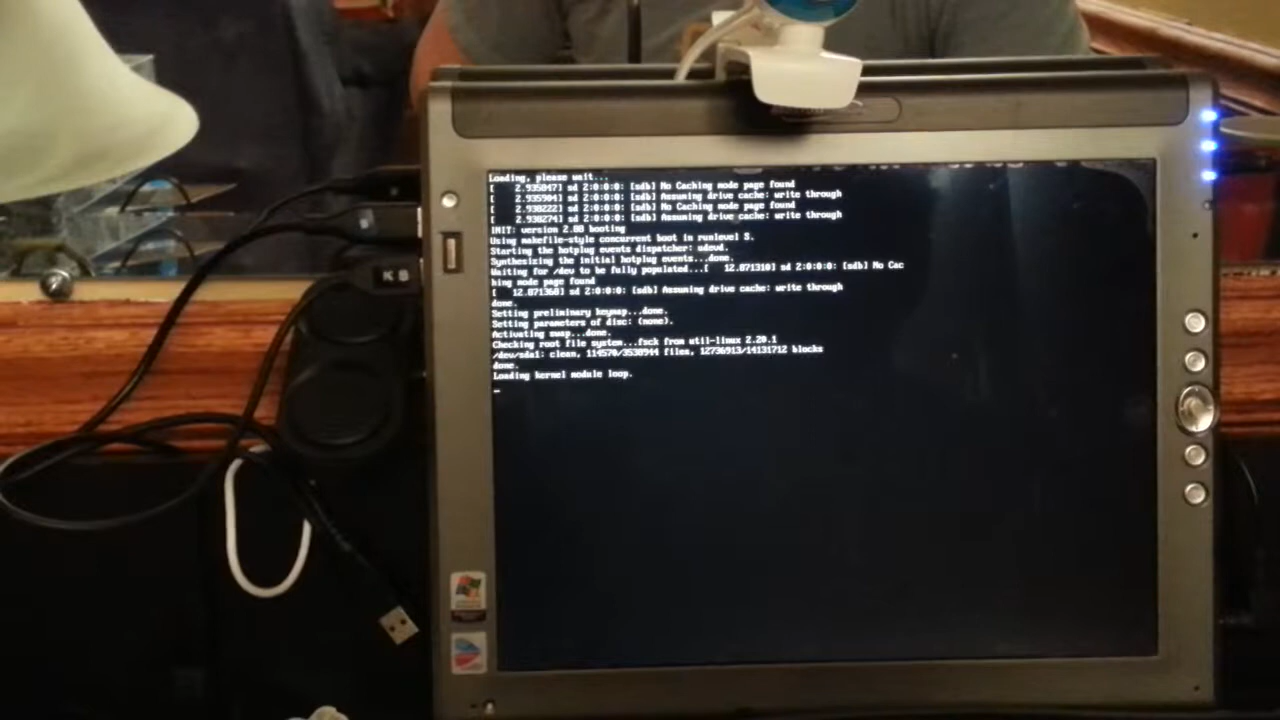 Loading, please wait...
[    2.935847] sd 2:0:0:0: [sdb] No Caching mode page found
[    2.935904] sd 2:0:0:0: [sdb] Assuming drive cache: write through
[    2.938222] sd 2:0:0:0: [sdb] No Caching mode page found
[    2.938274] sd 2:0:0:0: [sdb] Assuming drive cache: write through
INIT: version 2.88 booting
Using makefile-style concurrent boot in runlevel S.
Starting the hotplug events dispatcher: udevd.
Synthesizing the initial hotplug events...done.
Waiting for /dev to be fully populated...[   12.871310] sd 2:0:0:0: [sdb] No Cac
hing mode page found
[   12.871368] sd 2:0:0:0: [sdb] Assuming drive cache: write through
done.
Setting preliminary keymap...done.
Setting parameters of disc: (none).
Activating swap...done.
Checking root file system...fsck from util-linux 2.20.1
/dev/sda1: clean, 114570/3538944 files, 12736913/14131712 blocks
done.
Loading kernel module loop.
KB